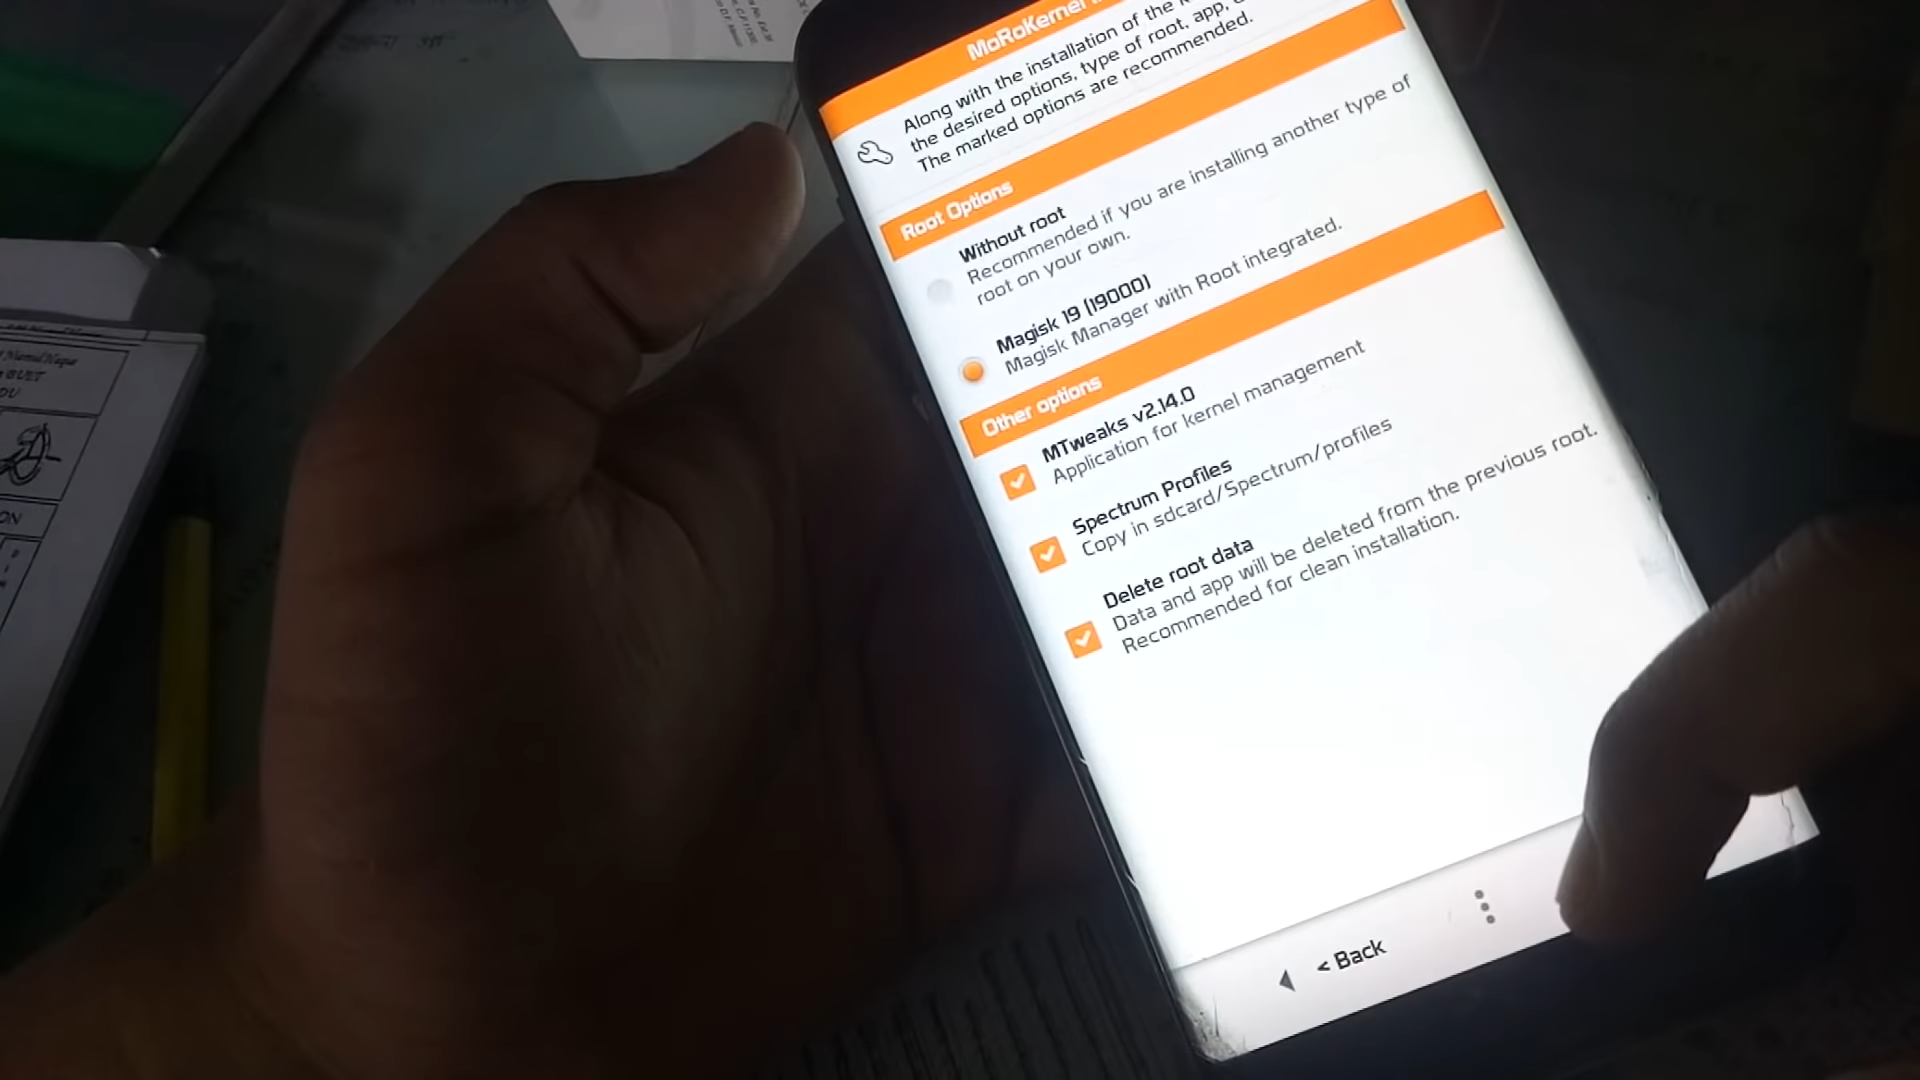 MoRoKernel
Along with the installation of the
the desired options, type of root, app,
The marked options are recommended.
Root Options
Without root
Recommended if you are installing another type of
root on your own.
Magisk 19 (19000)
Magisk Manager with Root integrated.
Other options
MTweaks v2.14.0
Application for kernel management
Spectrum Profiles
Copy in sdcard/Spectrum/profiles
Delete root data
Data and app will be deleted from the previous root.
Recommended for clean installation.
< Back
BUET